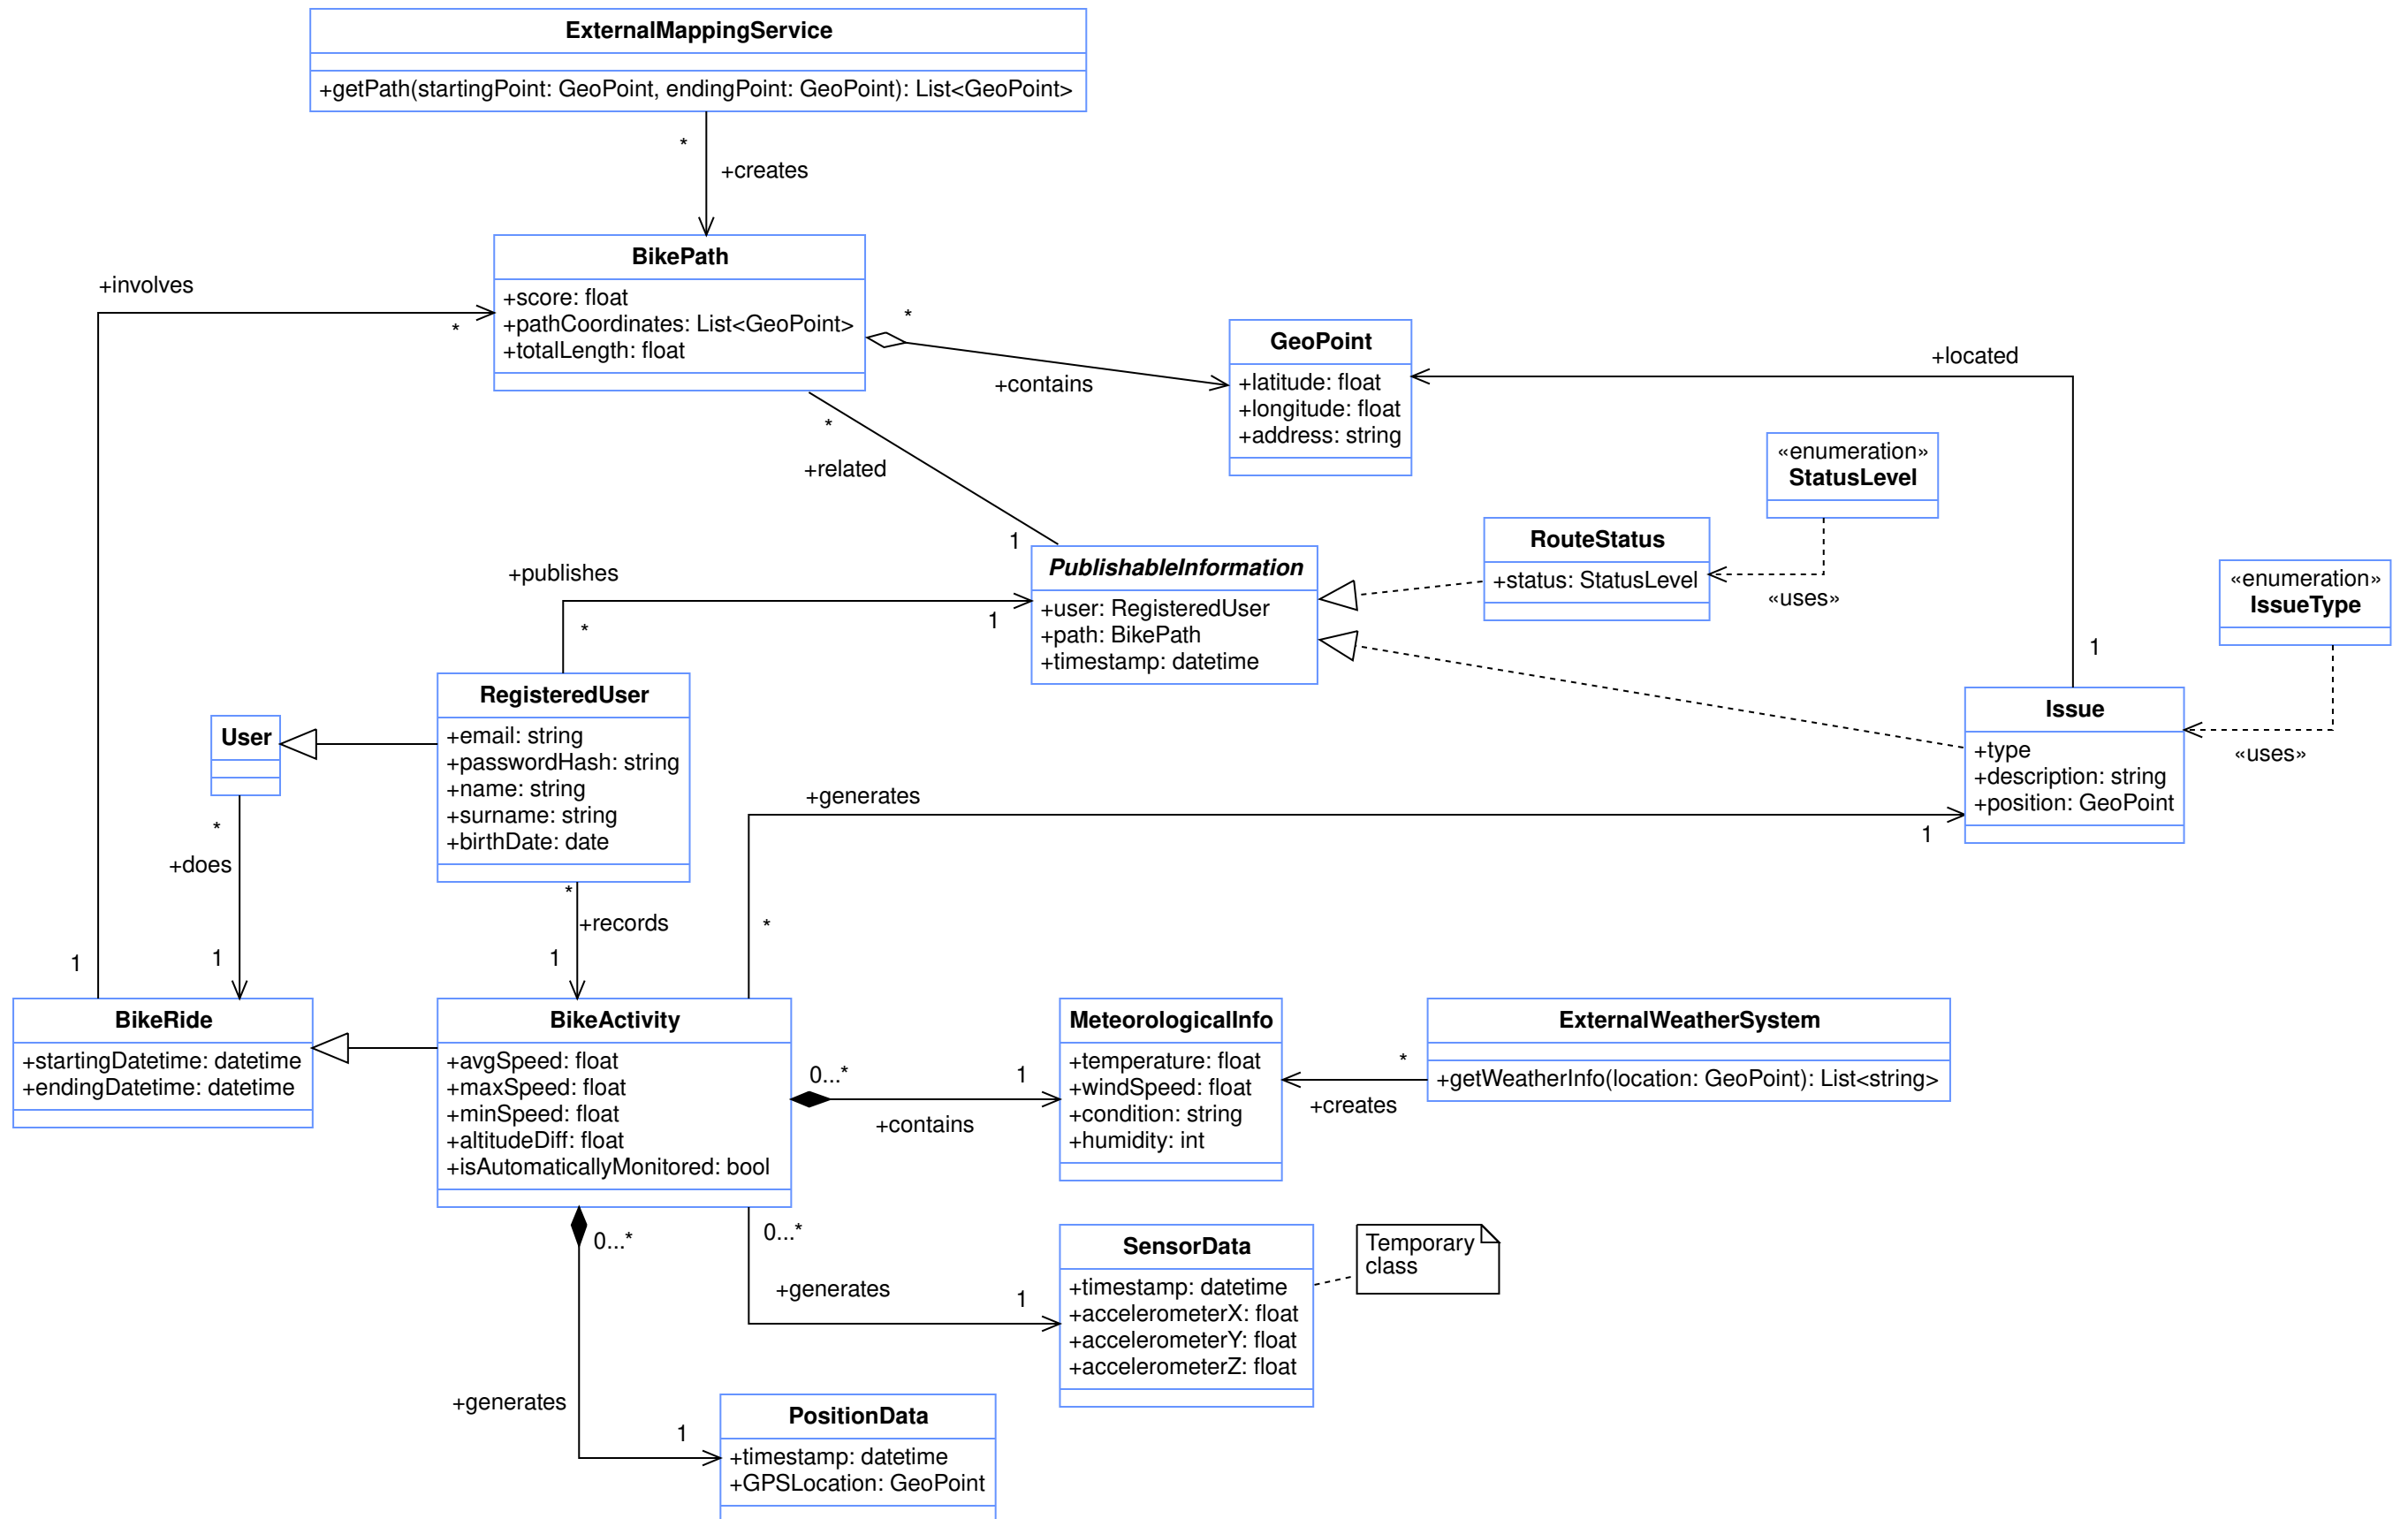 ExternalMappingService
+getPath(startingPoint: GeoPoint, endingPoint: GeoPoint): List<GeoPoint>
*
+creates
BikePath
+score: float
+pathCoordinates: List<GeoPoint>
+totalLength: float
+involves
*
*
+contains
GeoPoint
+latitude: float
+longitude: float
+address: string
+located
*
+related
1
«enumeration»
StatusLevel
RouteStatus
+status: StatusLevel
«uses»
«enumeration»
IssueType
«uses»
PublishableInformation
+user: RegisteredUser
+path: BikePath
+timestamp: datetime
+publishes
*
1
1
Issue
+type
+description: string
+position: GeoPoint
RegisteredUser
+email: string
+passwordHash: string
+name: string
+surname: string
+birthDate: date
User
*
+does
1
1
*
+records
1
+generates
*
1
BikeRide
+startingDatetime: datetime
+endingDatetime: datetime
BikeActivity
+avgSpeed: float
+maxSpeed: float
+minSpeed: float
+altitudeDiff: float
+isAutomaticallyMonitored: bool
0...*
1
+contains
MeteorologicalInfo
+temperature: float
+windSpeed: float
+condition: string
+humidity: int
*
+creates
ExternalWeatherSystem
+getWeatherInfo(location: GeoPoint): List<string>
0...*
0...*
+generates
1
SensorData
+timestamp: datetime
+accelerometerX: float
+accelerometerY: float
+accelerometerZ: float
Temporary
class
+generates
1
PositionData
+timestamp: datetime
+GPSLocation: GeoPoint